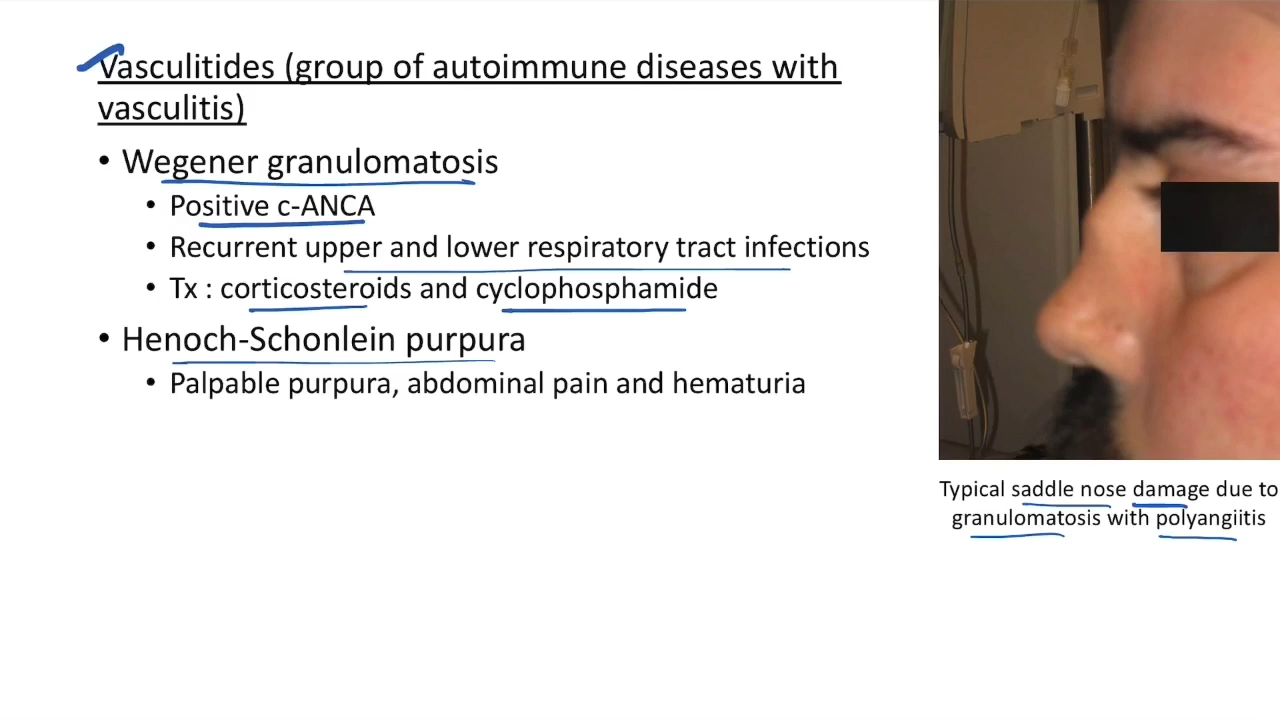 Vasculitides (group of autoimmune diseases with
vasculitis)
• Wegener granulomatosis
• Positive c-ANCA
• Recurrent upper and lower respiratory tract infections
• Tx : corticosteroids and cyclophosphamide
• Henoch-Schonlein purpura
• Palpable purpura, abdominal pain and hematuria
Typical saddle nose damage due to
granulomatosis with polyangiitis